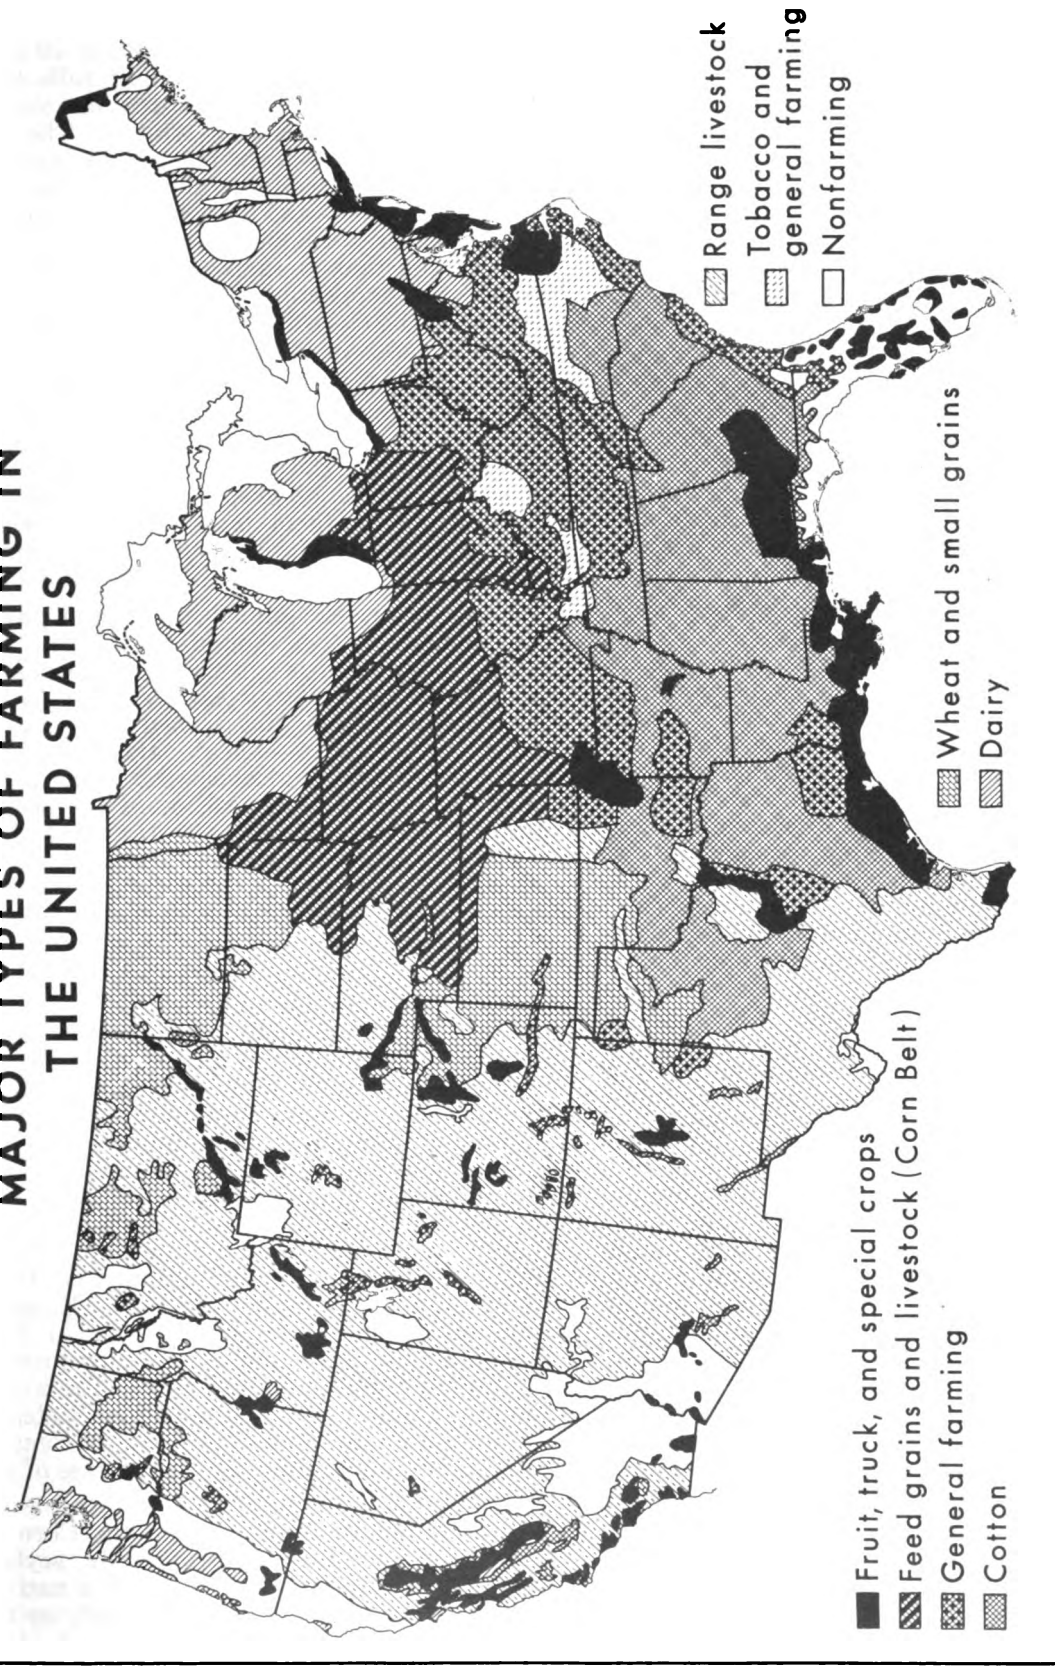 MAJOR TYPES OF FARMING IN
THE UNITED STATES
Fruit, truck, and special crops
Feed grains and livestock (Corn Belt)
General farming
Cotton
Wheat and small grains
Dairy
Range livestock
Tobacco and
general farming
Nonfarming